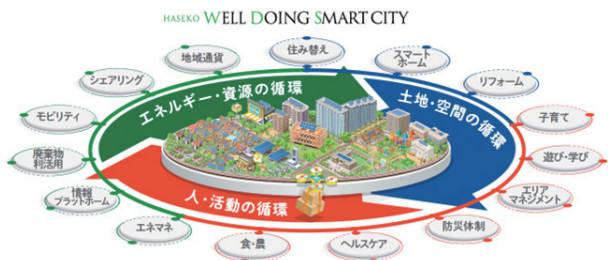 HASEKO WELL DOING SMART CITY
住み替え
地域通貨
スマート
ホーム
シェアリング
リフォーム
モビリティ
子育て
廃棄物
利活用
遊び・学び
情報
プラットホーム
エリア
マネジメント
エネマネ
防災体制
食・農
ヘルスケア
エネルギー・資源の循環
土地・空間の循環
人・活動の循環